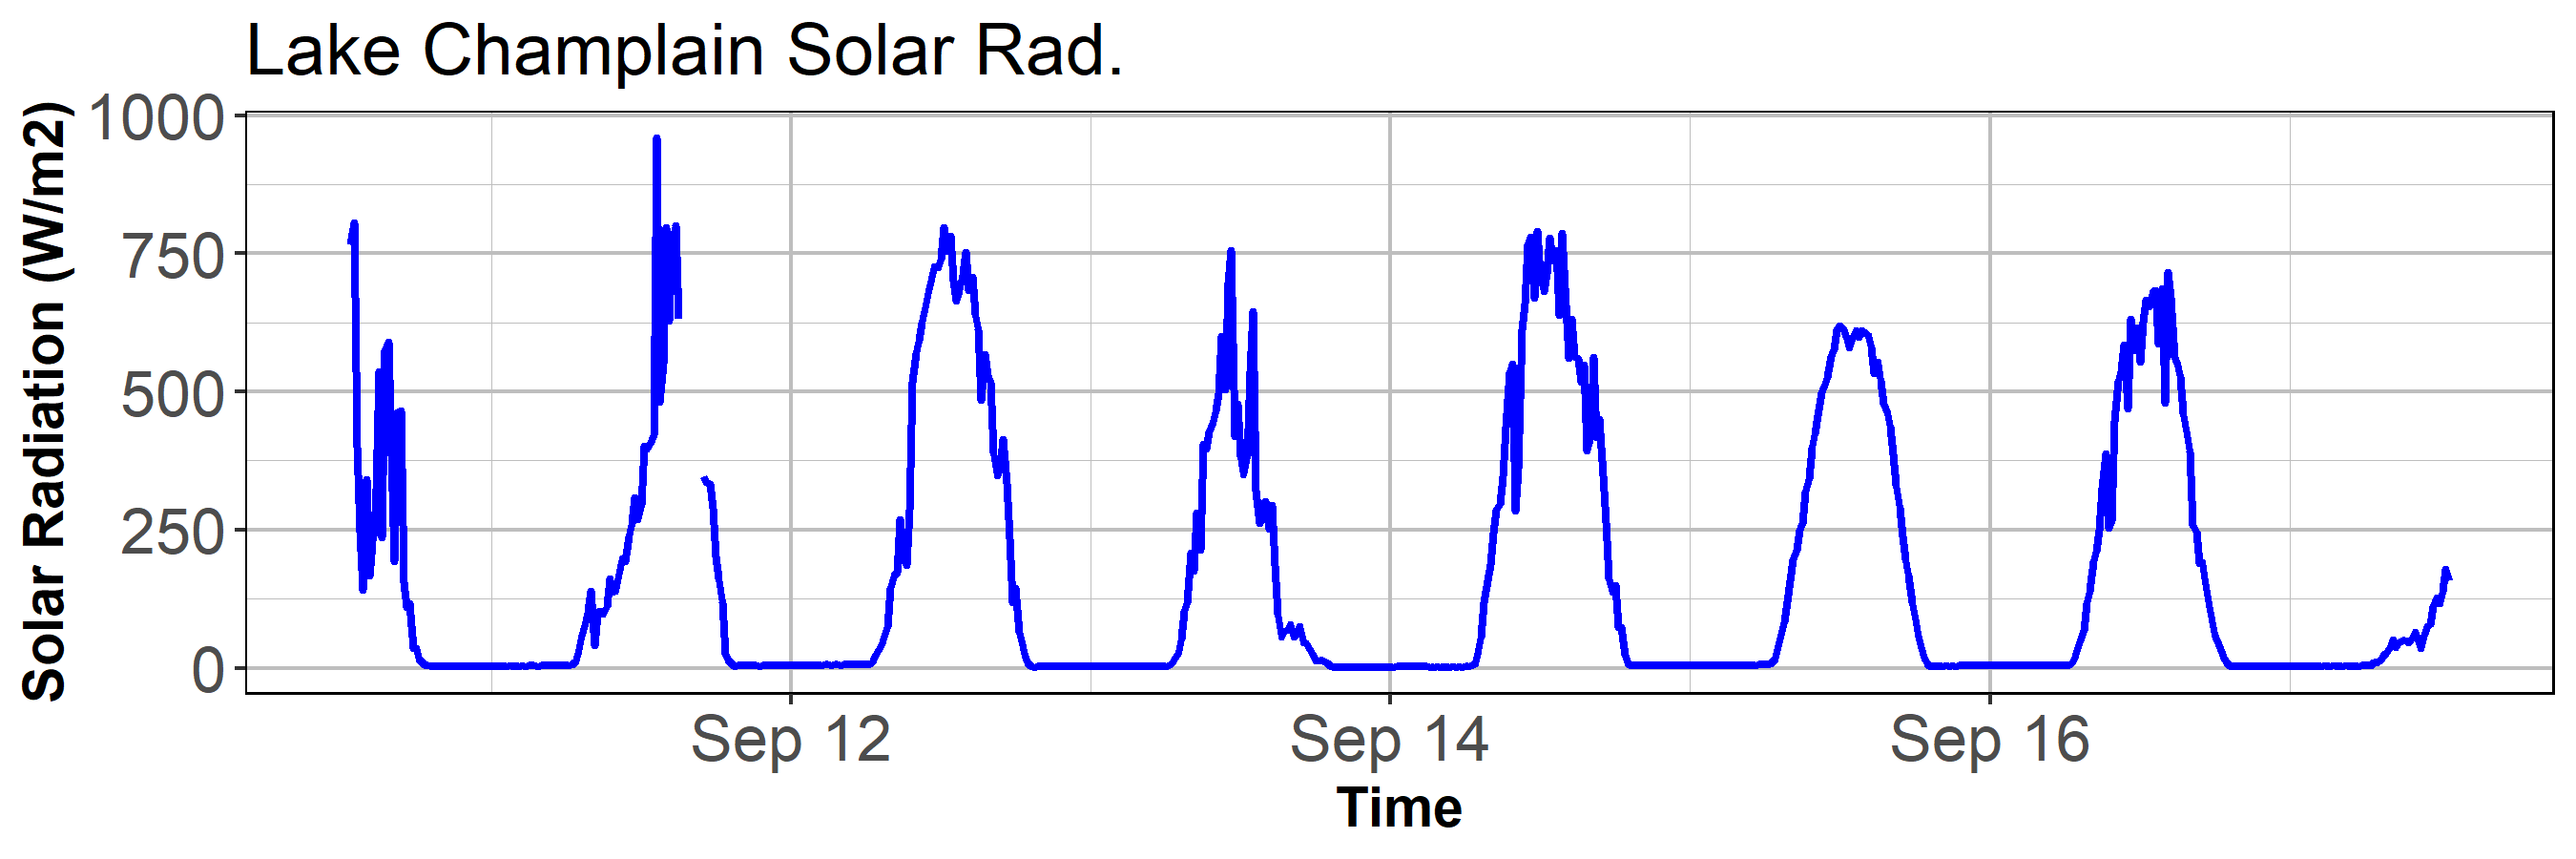 Lake Champlain Solar Rad.
Solar Radiation (W/m2)
1000
750
500
250
0
Sep 12
Sep 14
Sep 16
Time